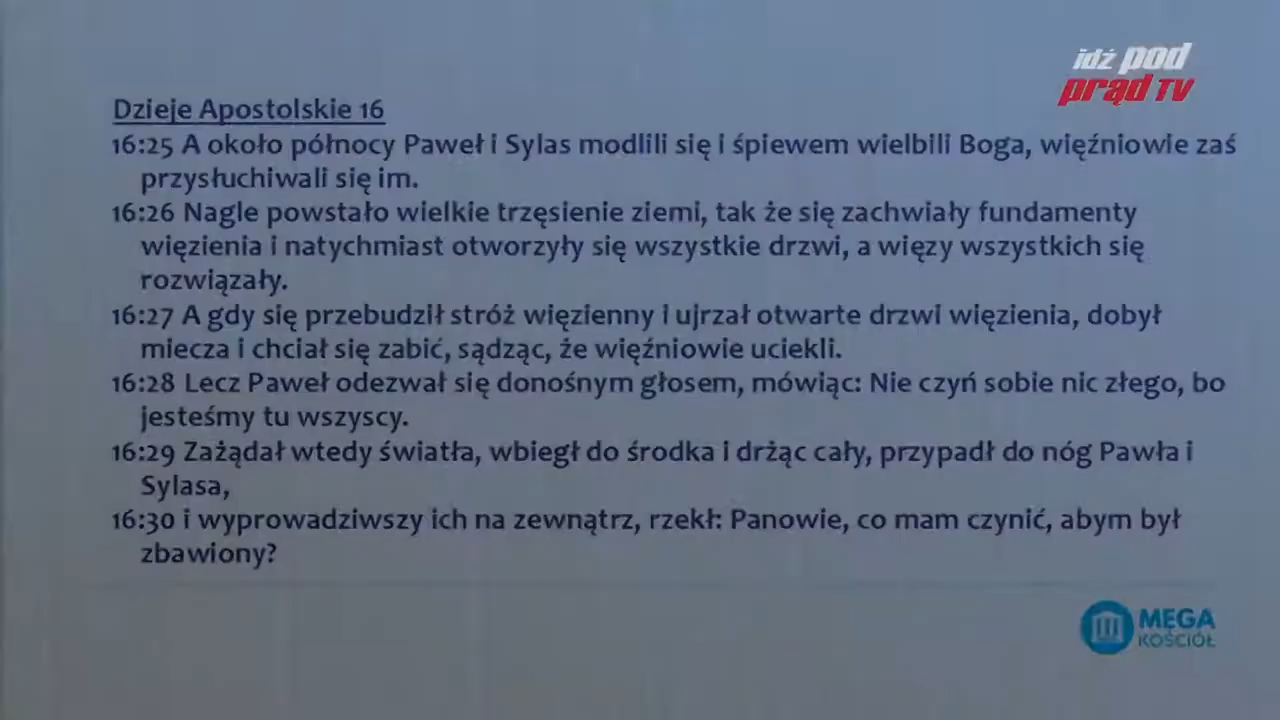 idź pod
prąd TV
Dzieje Apostolskie 16
16:25 A około północy Paweł i Sylas modlili się i śpiewem wielbili Boga, więźniowie zaś
przysłuchiwali się im.
16:26 Nagle powstało wielkie trzęsienie ziemi, tak że się zachwiały fundamenty
więzienia i natychmiast otworzyły się wszystkie drzwi, a więzy wszystkich się
rozwiązały.
16:27 A gdy się przebudził stróż więzienny i ujrzał otwarte drzwi więzienia, dobył
miecza i chciał się zabić, sądząc, że więźniowie uciekli.
16:28 Lecz Paweł odezwał się donośnym głosem, mówiąc: Nie czyń sobie nic złego, bo
jesteśmy tu wszyscy.
16:29 Zażądał wtedy światła, wbiegł do środka i drżąc cały, przypadł do nóg Pawła i
Sylasa,
16:30 i wyprowadziwszy ich na zewnątrz, rzekł: Panowie, co mam czynić, abym był
zbawiony?
MEGA
KOŚCIÓŁ